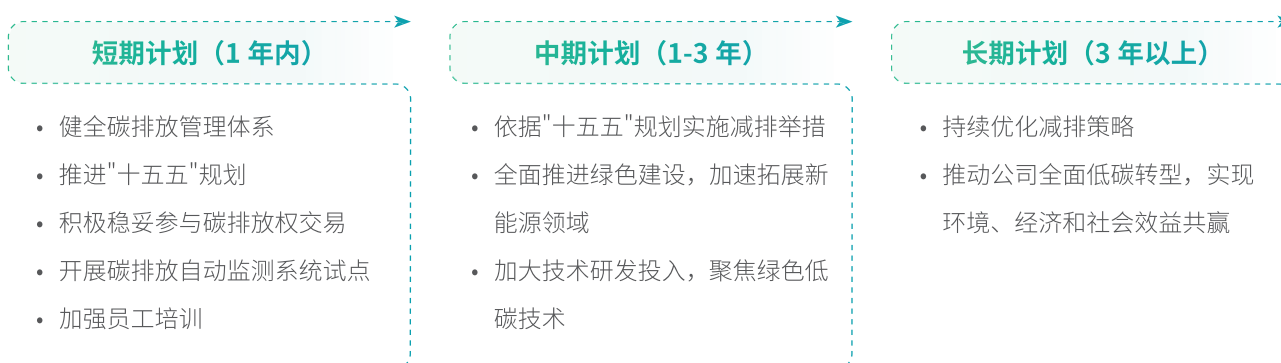 短期计划（1 年内）
• 健全碳排放管理体系
• 推进"十五五"规划
• 积极稳妥参与碳排放权交易
• 开展碳排放自动监测系统试点
• 加强员工培训
中期计划（1-3 年）
• 依据"十五五"规划实施减排举措
• 全面推进绿色建设，加速拓展新
能源领域
• 加大技术研发投入，聚焦绿色低
碳技术
长期计划（3 年以上）
• 持续优化减排策略
• 推动公司全面低碳转型，实现
环境、经济和社会效益共赢